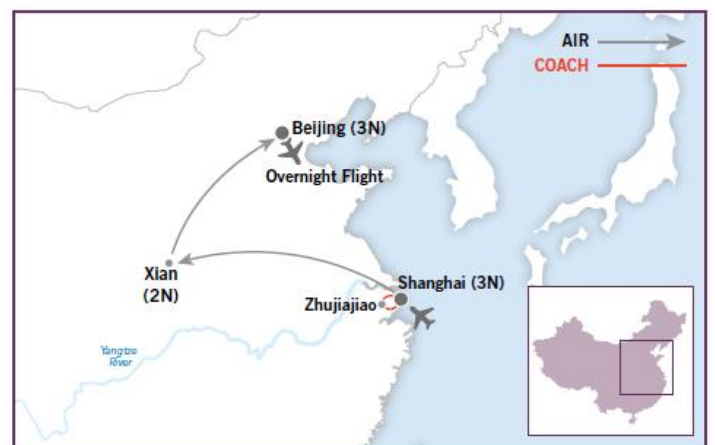 AIR
COACH
Beijing (3N)
Overnight Flight
Xian
(2N)
Shanghai (3N)
Zhujiajiao
Yangtze
River